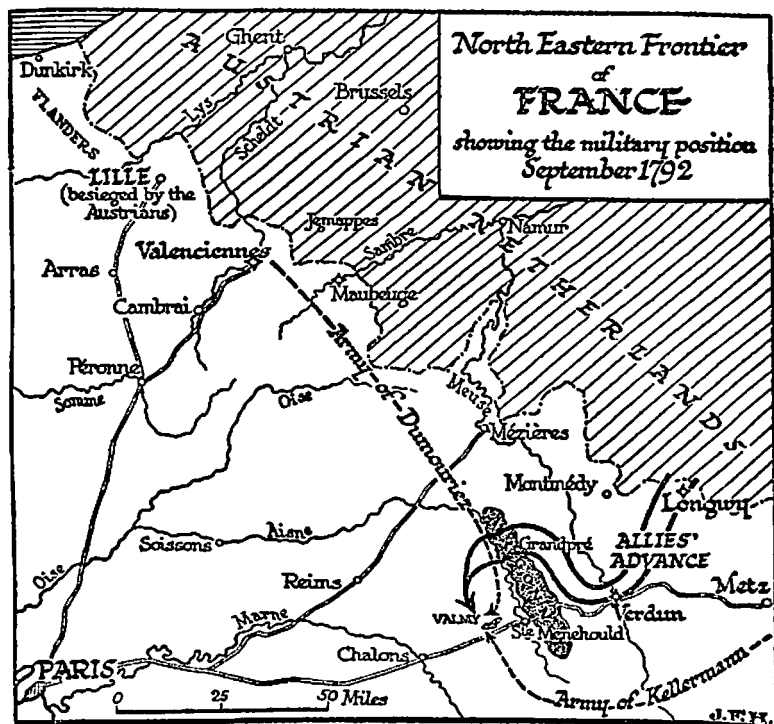 North Eastern Frontier
of
FRANCE
showing the military position
September 1792
AUSTRIAN NETHERLANDS
Ghent
Dunkirk
FLANDERS
Lys
Scheldt
Brussels
LILLE
(besieged by the
Austrians)
Jemappes
Namur
Sambre
Valenciennes
Arras
Maubeuge
Cambrai
Péronne
Somme
Oise
Army-of-Dumouriez
Meuse
Mézières
Montmédy
Longwy
ALLIES'
ADVANCE
Grandpré
Soissons
Aisne
Oise
Reims
Metz
Verdun
VALMY
Ste Menehould
Marne
Chalons
PARIS
0 25 50 Miles
Army-of-Kellermann